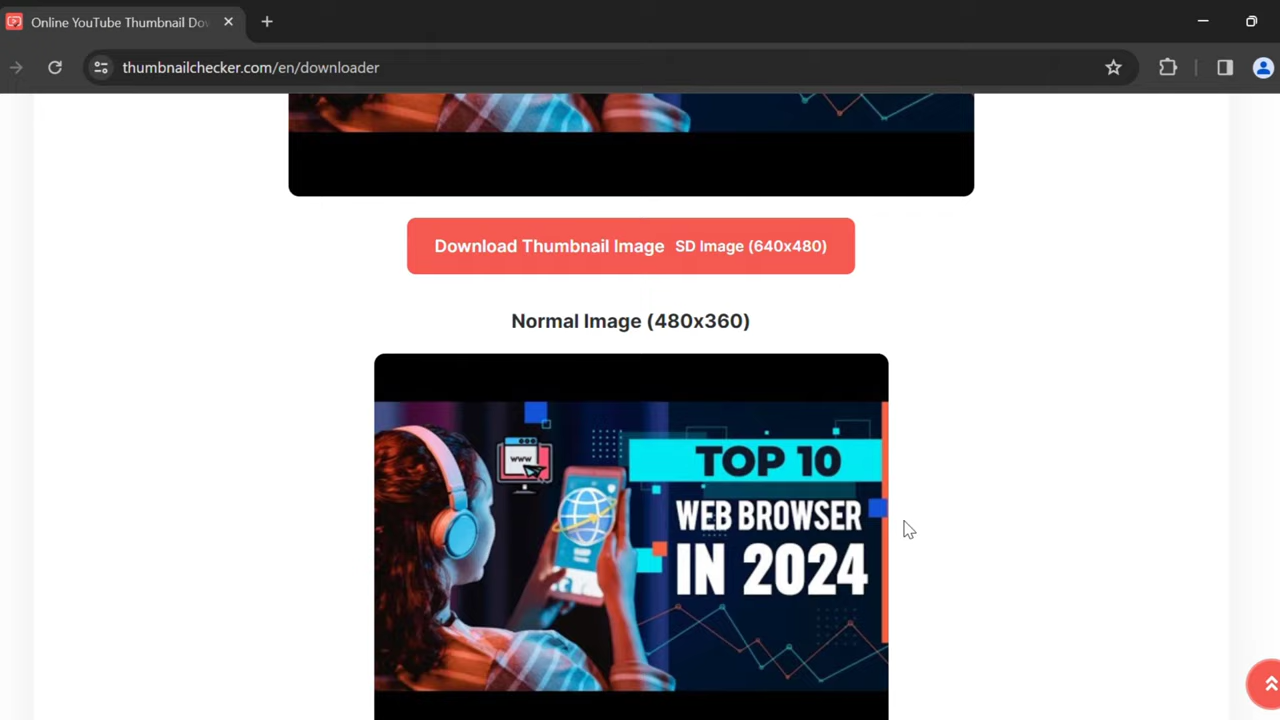 Online YouTube Thumbnail Dow
thumbnailchecker.com/en/downloader
Download Thumbnail Image SD Image (640x480)
Normal Image (480x360)
www
TOP 10
WEB BROWSER
IN 2024